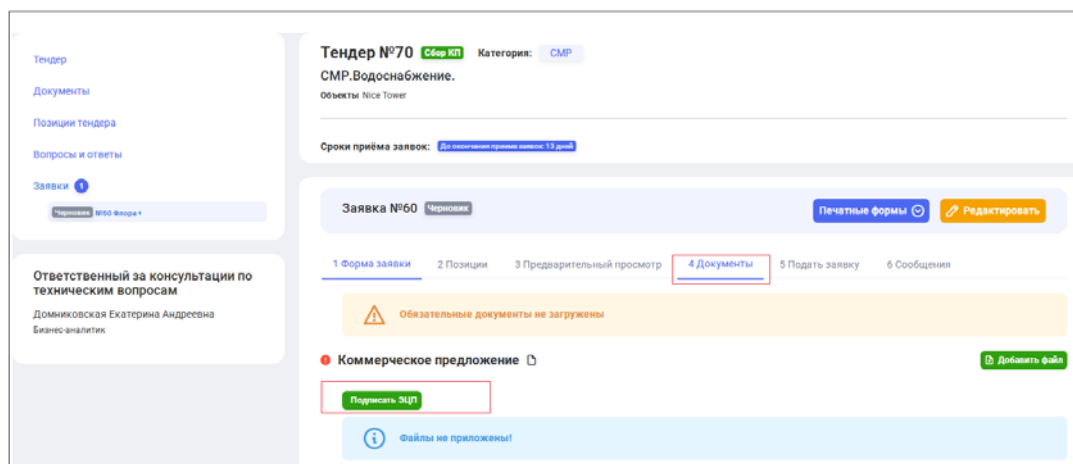 Тендер
Документы
Позиции тендера
Вопросы и ответы
Заявки 1
Черновик №60 Флора+
Ответственный за консультации по
техническим вопросам
Домниковская Екатерина Андреевна
Бизнес-аналитик
Тендер №70 Сбор КП Категория: СМР
СМР.Водоснабжение.
Объекты Nice Tower
Сроки приёма заявок: До окончания приема заявок: 13 дней
Заявка №60 Черновик
Печатные формы Редактировать
1 Форма заявки 2 Позиции 3 Предварительный просмотр 4 Документы 5 Подать заявку 6 Сообщения
Обязательные документы не загружены
Коммерческое предложение Добавить файл
Подписать ЭЦП
Файлы не приложены!